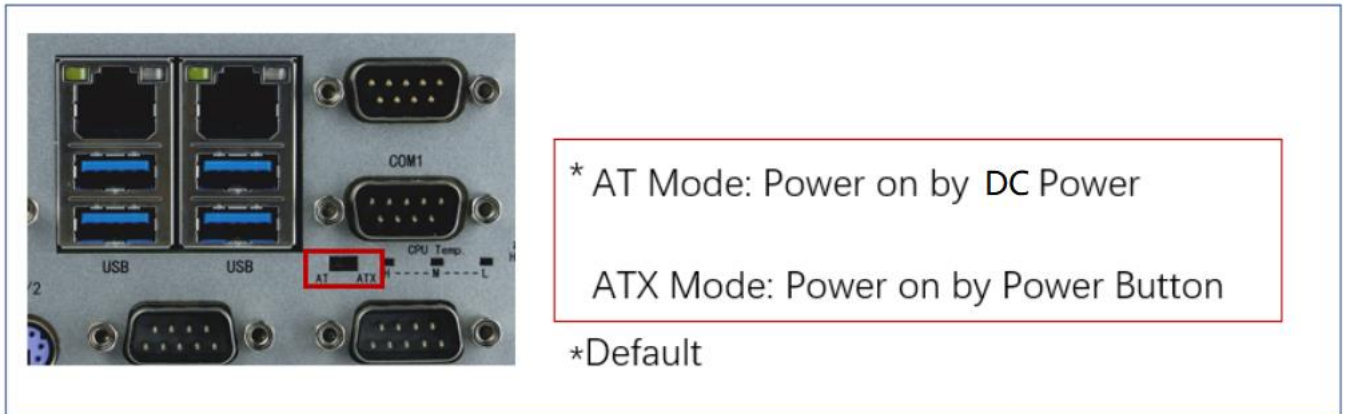 COM1
CPU Temp.
USB
USB
AT ATX H-----M----L
/2
* AT Mode: Power on by DC Power
ATX Mode: Power on by Power Button
*Default